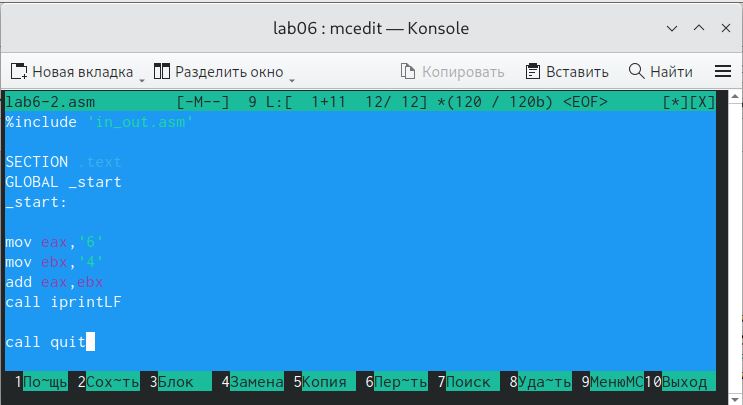 lab06 : mcedit — Konsole
Новая вкладка Разделить окно Копировать Вставить Найти
lab6-2.asm [-M--] 9 L:[ 1+11 12/ 12] *(120 / 120b) <EOF> [*][X]
%include 'in_out.asm'
SECTION .text
GLOBAL _start
_start:
mov eax,'6'
mov ebx,'4'
add eax,ebx
call iprintLF
call quit
1По~щь 2Сох~ть 3Блок 4Замена 5Копия 6Пер~ть 7Поиск 8Уда~ть 9МенюMC 10Выход